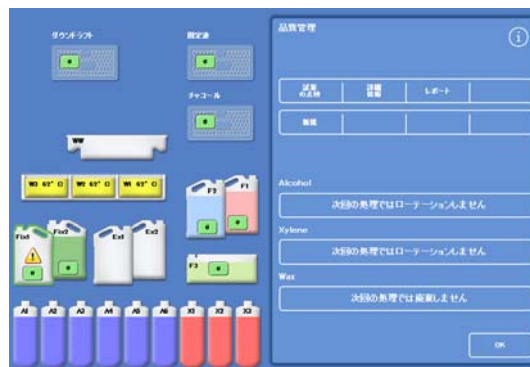 ダウンドラフト
固定液
チャコール
WW
W3 62° C
W2 62° C
W1 62° C
F2
F1
Fix1
Fix2
Ex1
Ex2
F3
A1
A2
A3
A4
A5
A6
X1
X2
X3
品質管理
i
試薬の点検
詳細情報
レポート
Alcohol
次回の処理ではローテーションしません
Xylene
次回の処理ではローテーションしません
Wax
次回の処理では廃棄しません
OK